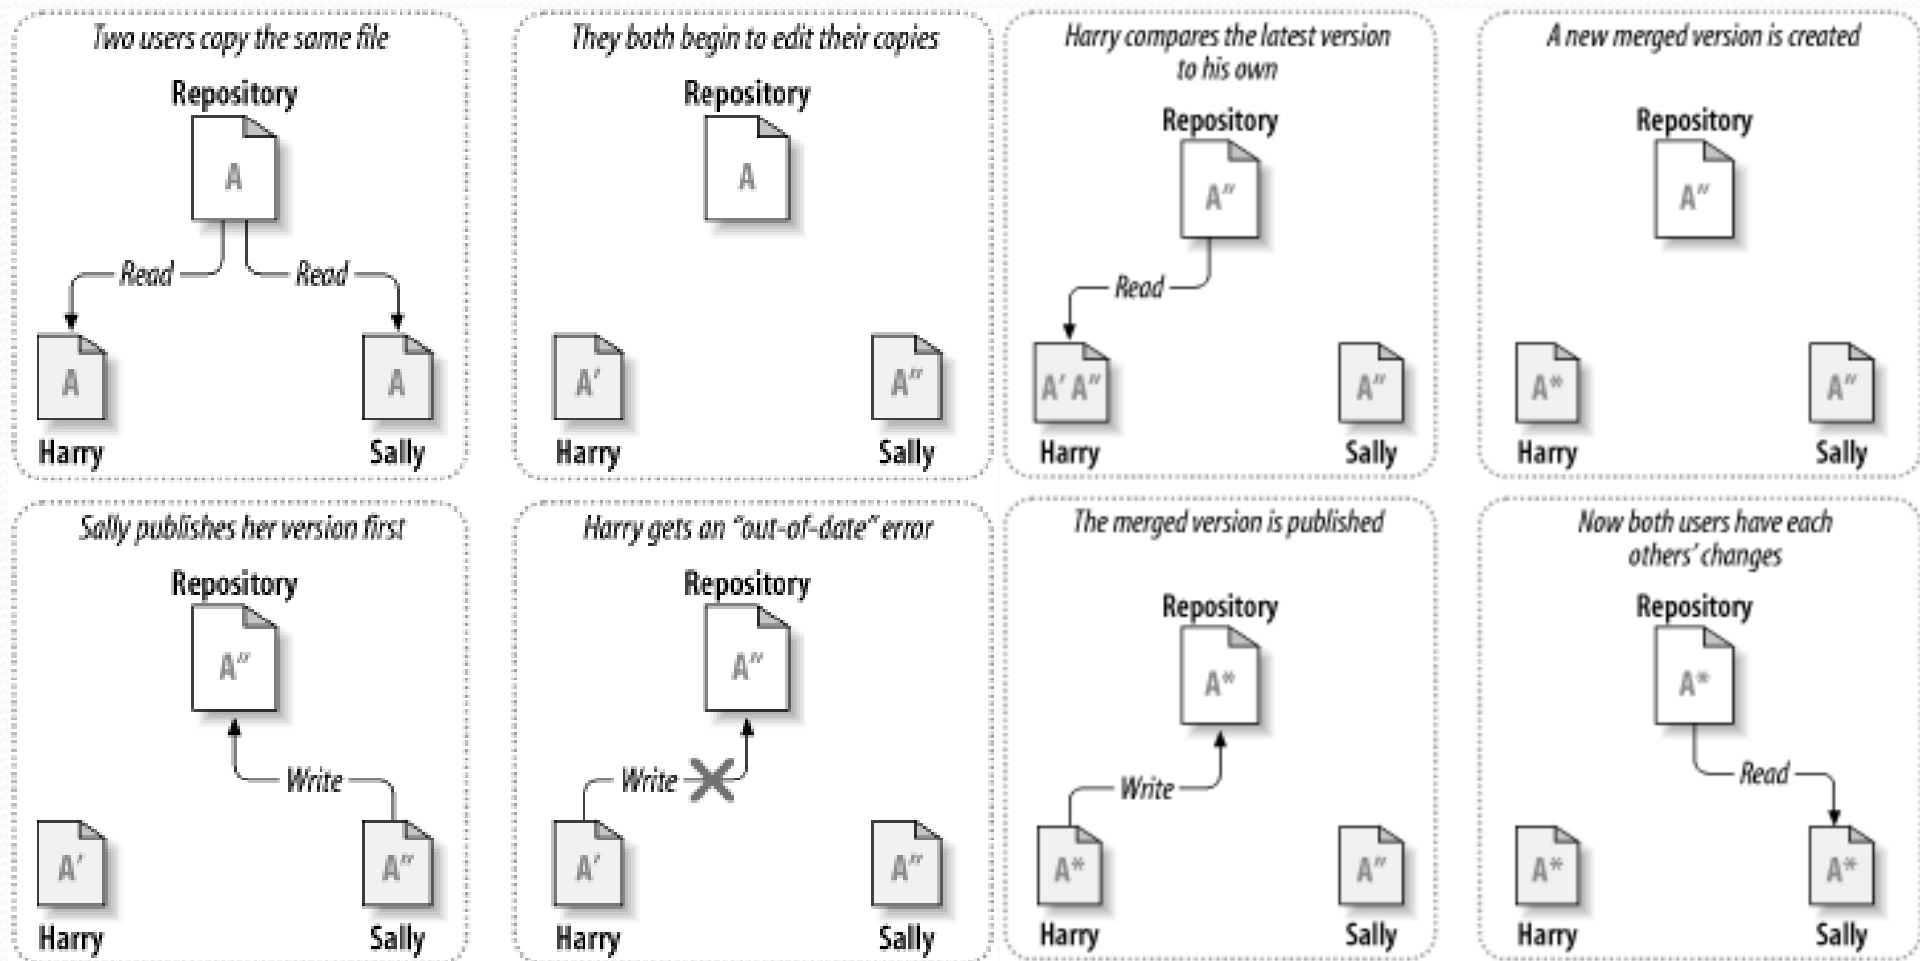 Two users copy the same file
Repository
A
Read
Read
A
A
Harry
Sally
They both begin to edit their copies
Repository
A
A'
A"
Harry
Sally
Sally publishes her version first
Repository
A"
Write
A'
A"
Harry
Sally
Harry gets an “out-of-date” error
Repository
A"
Write
A'
A"
Harry
Sally
Harry compares the latest version
to his own
Repository
A"
Read
A' A"
A"
Harry
Sally
A new merged version is created
Repository
A"
A*
A"
Harry
Sally
The merged version is published
Repository
A*
Write
A*
A"
Harry
Sally
Now both users have each
others’ changes
Repository
A*
Read
A*
A*
Harry
Sally